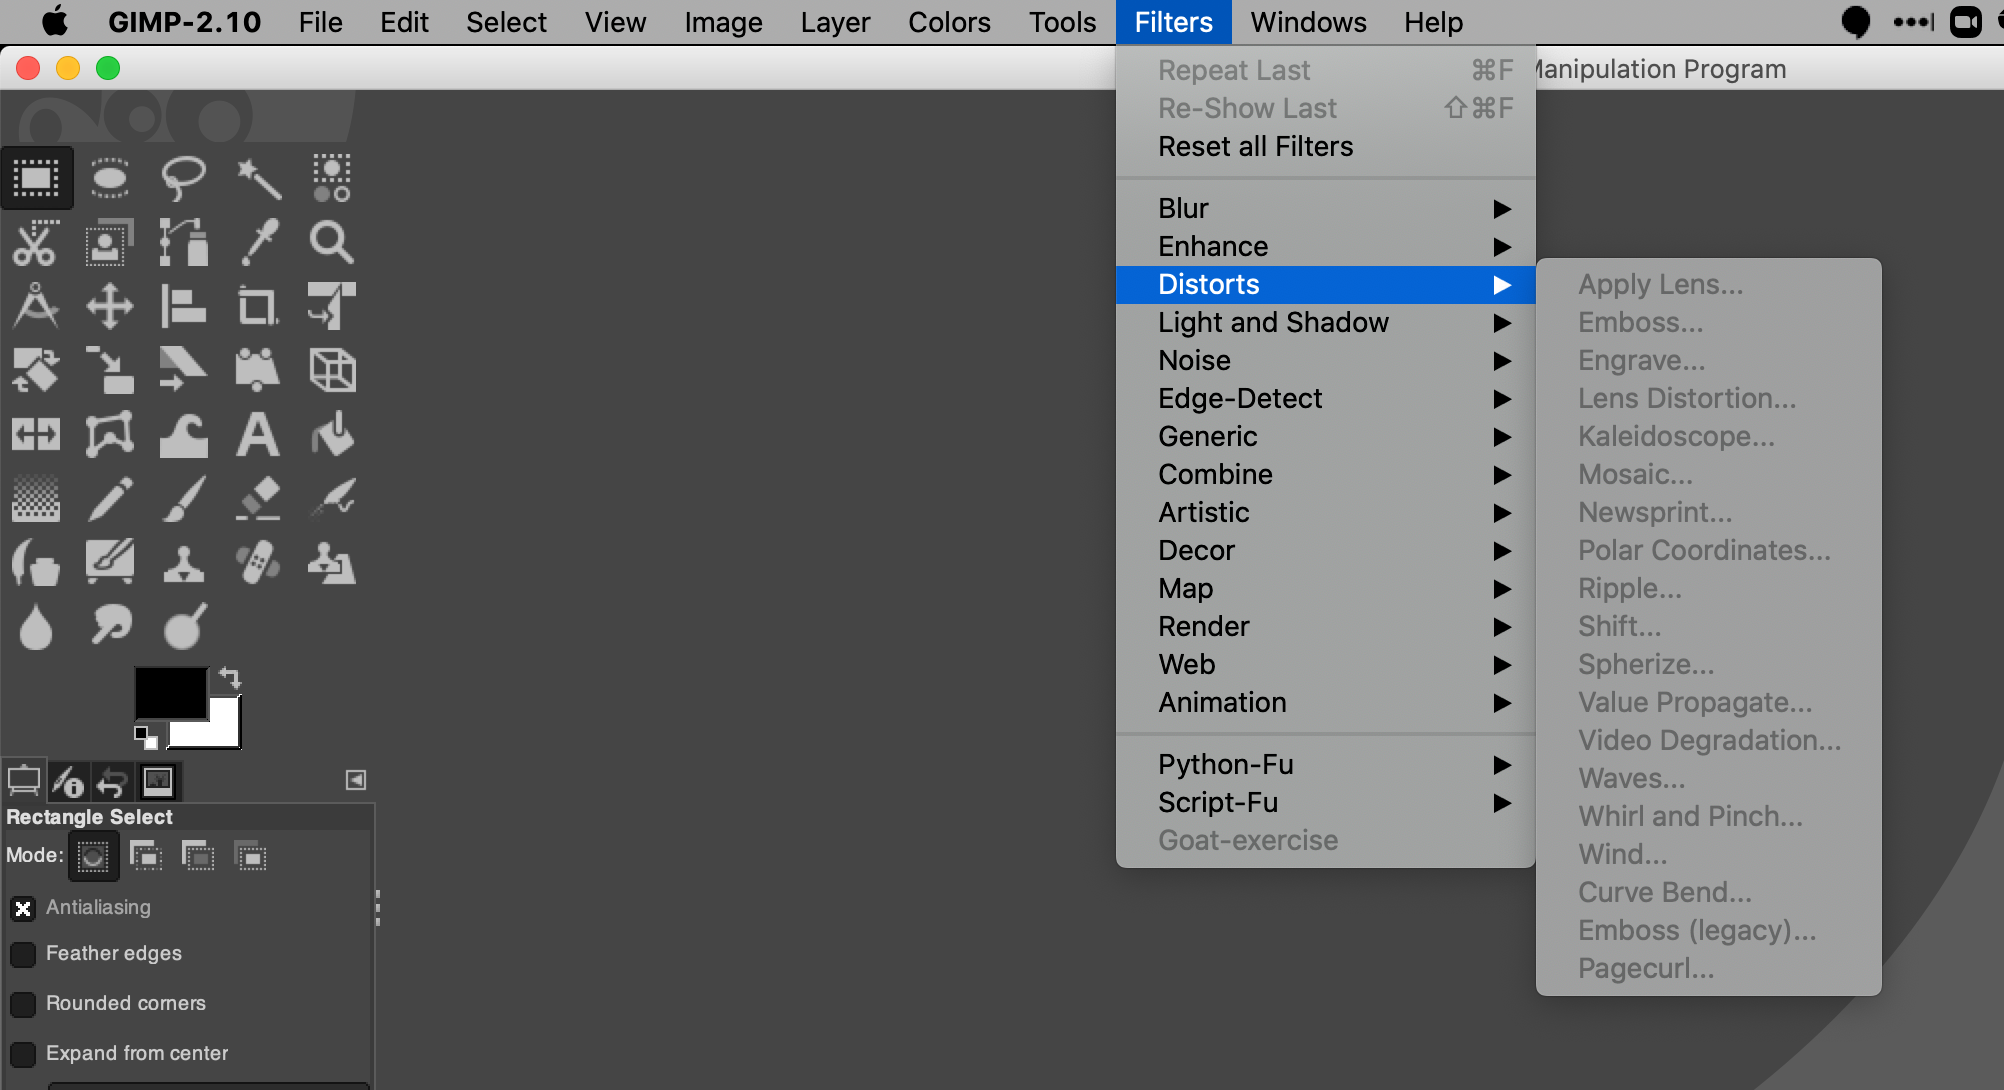 GIMP-2.10 File Edit Select View Image Layer Colors Tools Filters Windows Help
Manipulation Program
Repeat Last ⌘F
Re-Show Last ⇧⌘F
Reset all Filters
Blur
Enhance
Distorts
Light and Shadow
Noise
Edge-Detect
Generic
Combine
Artistic
Decor
Map
Render
Web
Animation
Python-Fu
Script-Fu
Goat-exercise
Apply Lens...
Emboss...
Engrave...
Lens Distortion...
Kaleidoscope...
Mosaic...
Newsprint...
Polar Coordinates...
Ripple...
Shift...
Spherize...
Value Propagate...
Video Degradation...
Waves...
Whirl and Pinch...
Wind...
Curve Bend...
Emboss (legacy)...
Pagecurl...
Rectangle Select
Mode:
Antialiasing
Feather edges
Rounded corners
Expand from center